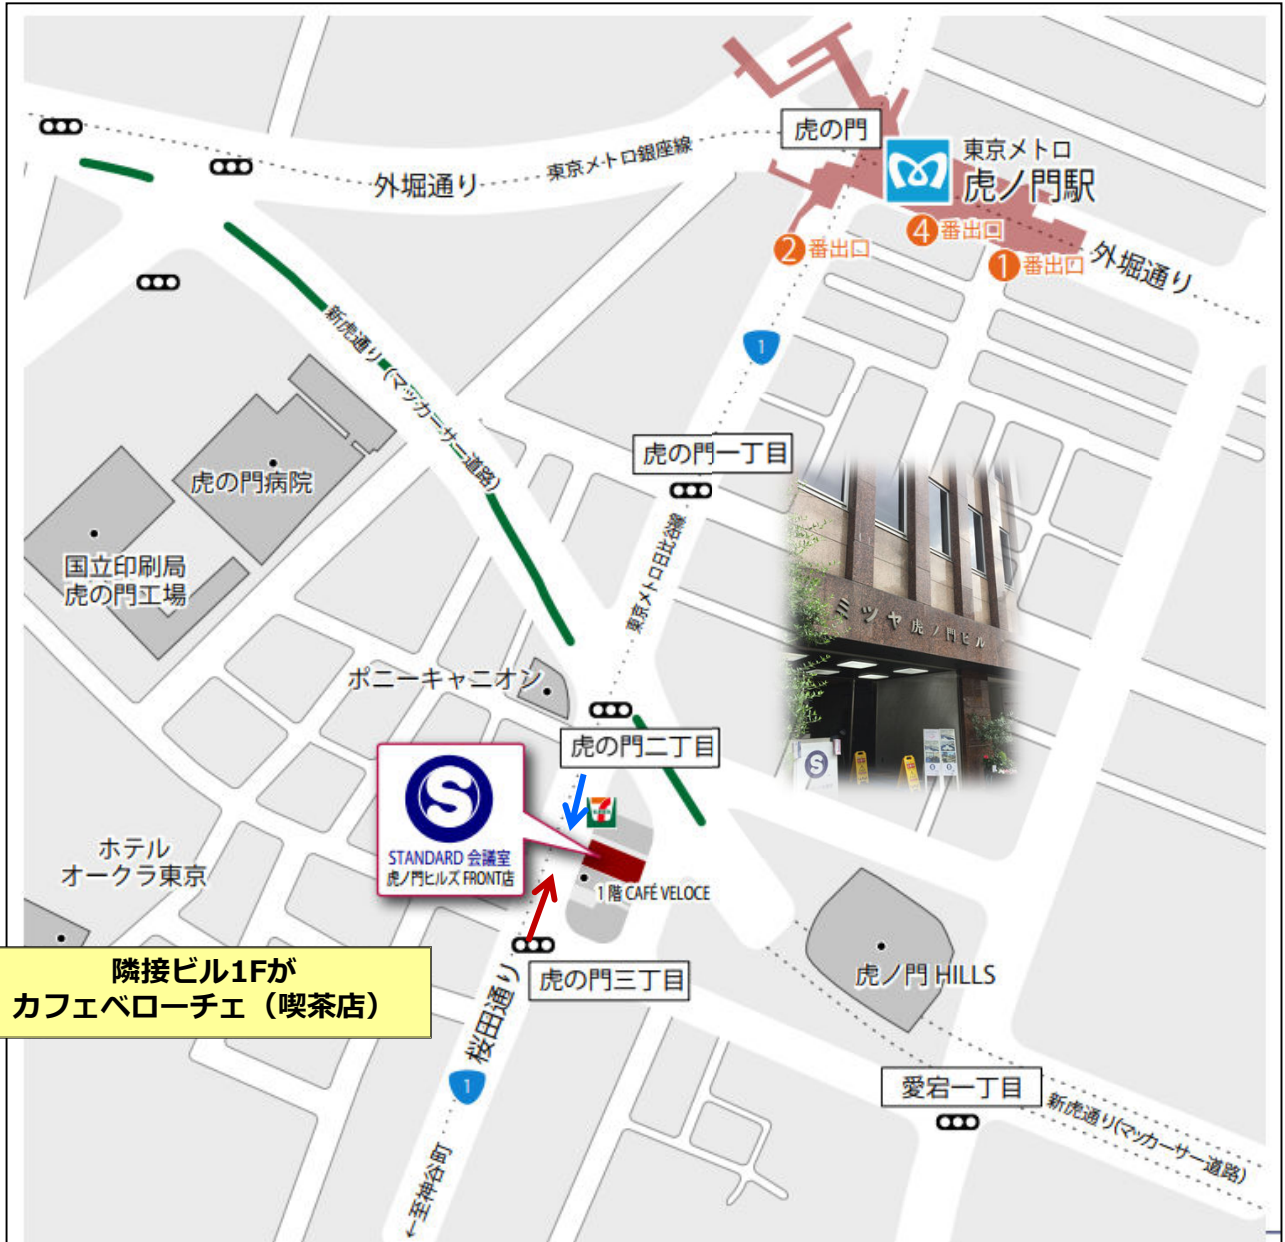 虎の門
東京メトロ
虎ノ門駅
東京メトロ銀座線
外堀通り
2番出口
4番出口
1番出口
外堀通り
1
新虎通り(マッカーサー道路)
虎の門一丁目
虎の門病院
国立印刷局
虎の門工場
東京メトロ日比谷線
ミツヤ虎ノ門ビル
S
ポニーキャニオン
虎の門二丁目
S
STANDARD 会議室
虎ノ門ヒルズ FRONT店
7
1階 CAFÉ VELOCE
ホテル
オークラ東京
隣接ビル1Fが
カフェベローチェ（喫茶店）
虎の門三丁目
虎ノ門 HILLS
桜田通り
1
愛宕一丁目
新虎通り(マッカーサー道路)
←至神谷町